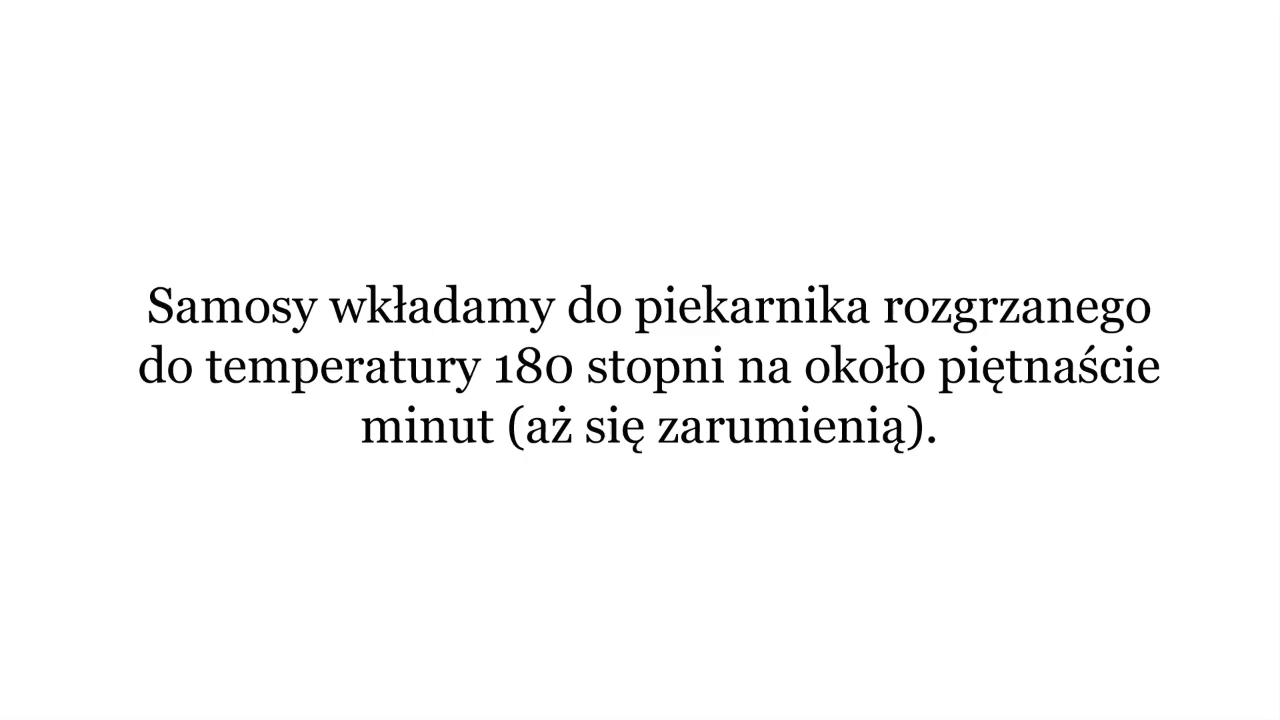 Samosy wkładamy do piekarnika rozgrzanego
do temperatury 180 stopni na około piętnaście
minut (aż się zarumienią).